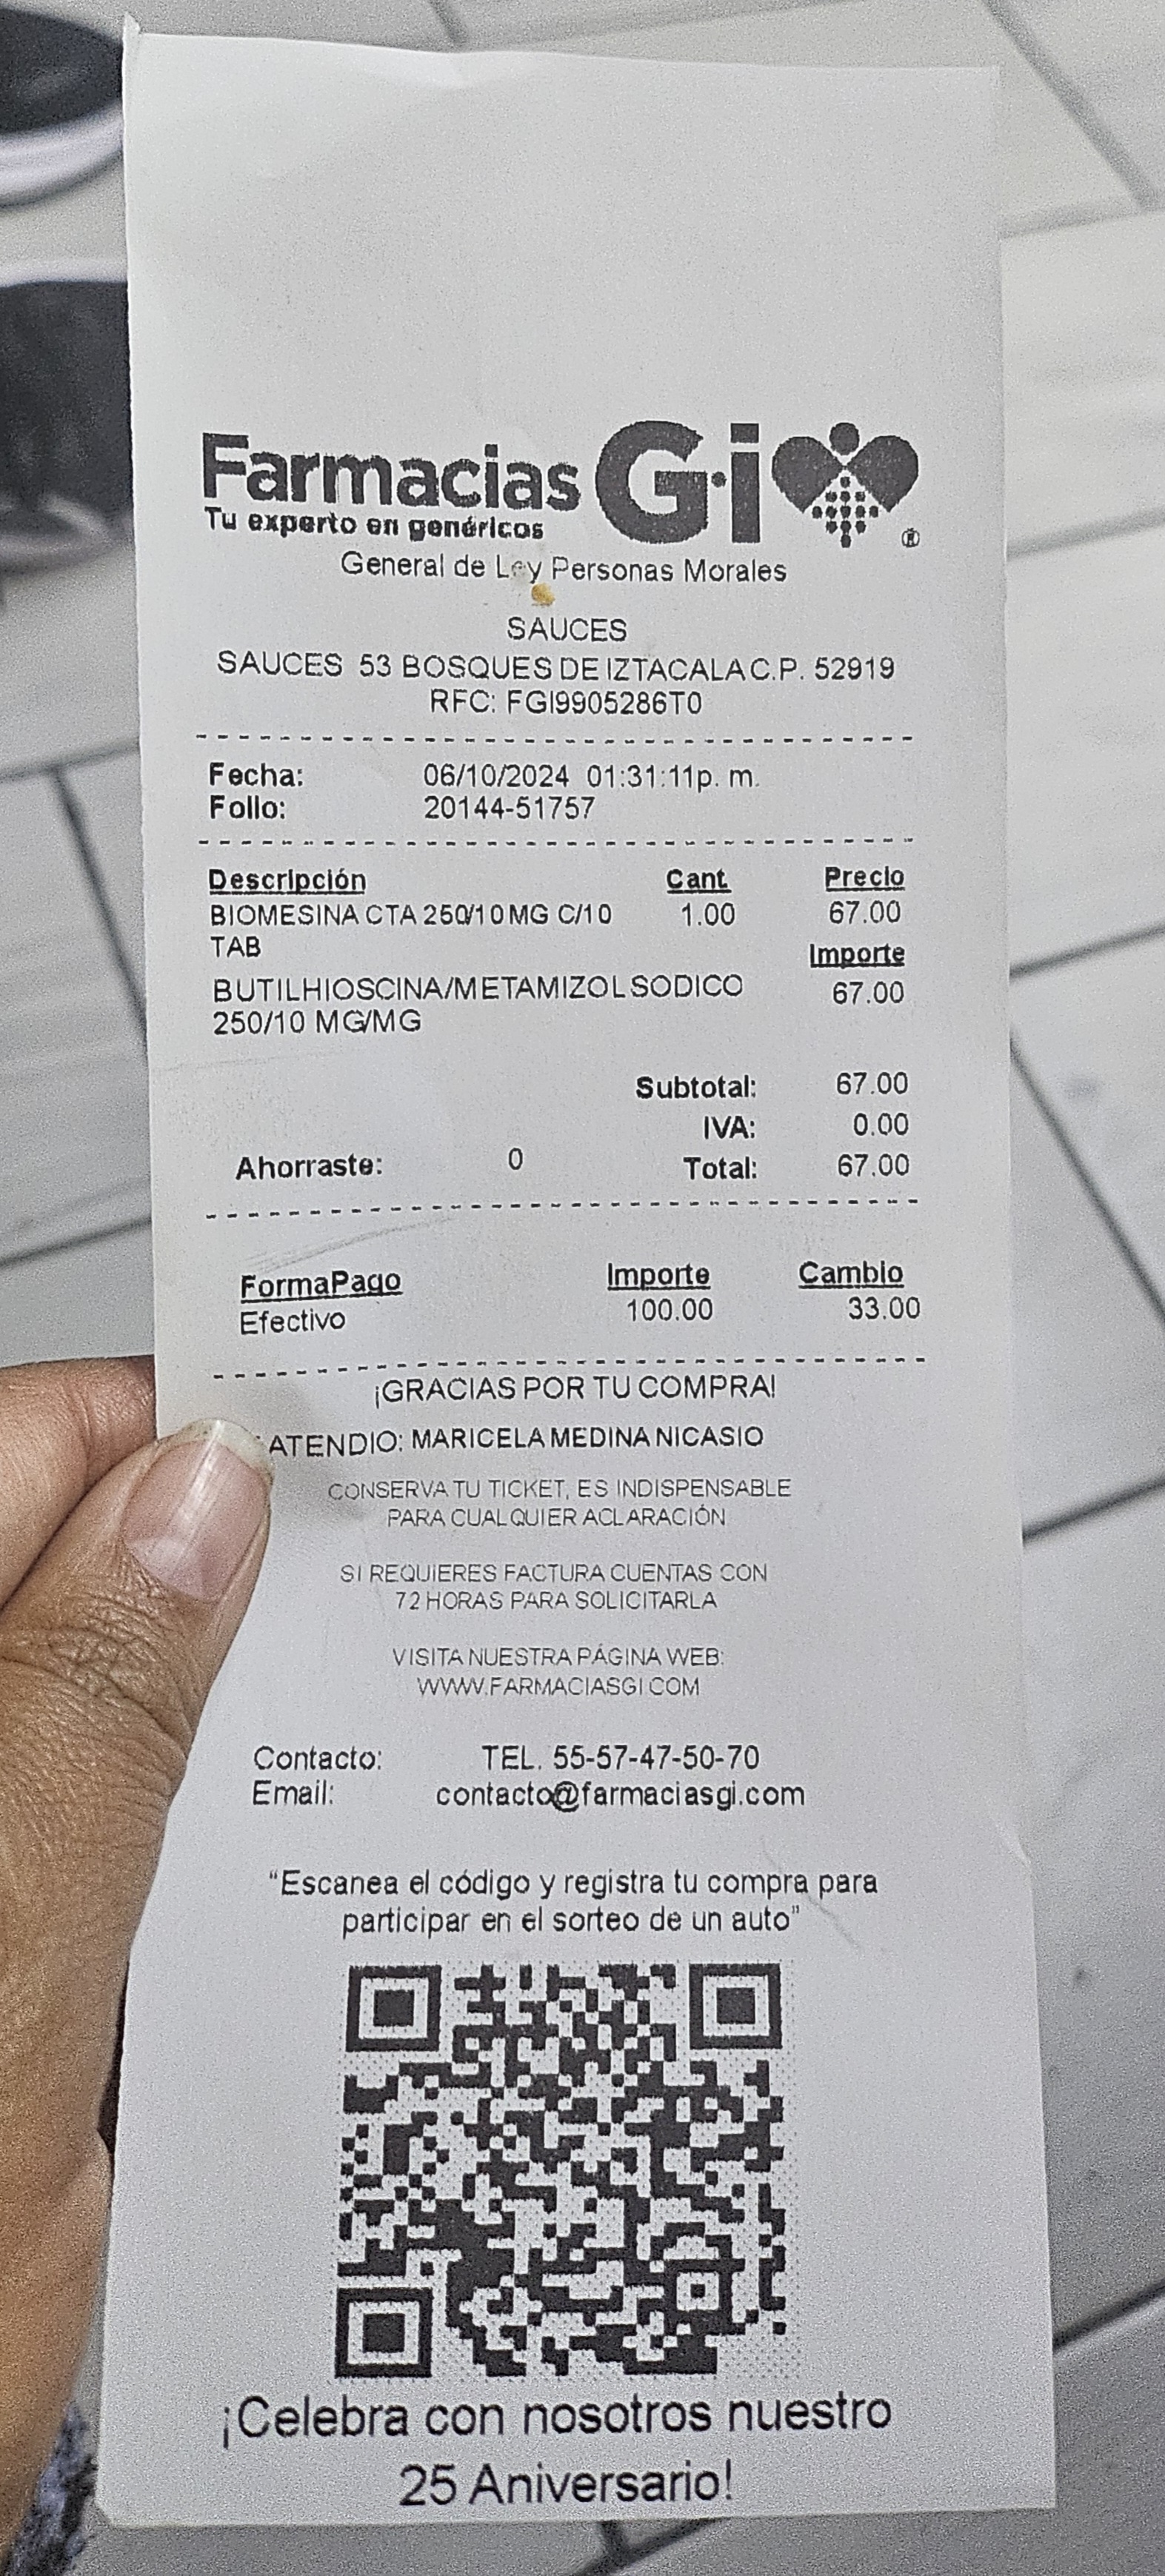 Farmacias G·i
Tu experto en genéricos
General de Ley Personas Morales
SAUCES
SAUCES 53 BOSQUES DE IZTACALA C.P. 52919
RFC: FGI9905286T0
Fecha: 06/10/2024 01:31:11p. m.
Folio: 20144-51757
Descripción Cant. Precio
BIOMESINA CTA 250/10 MG C/10 1.00 67.00
TAB Importe
BUTILHIOSCINA/METAMIZOL SODICO 67.00
250/10 MG/MG
Subtotal: 67.00
IVA: 0.00
Ahorraste: 0 Total: 67.00
FormaPago Importe Cambio
Efectivo 100.00 33.00
¡GRACIAS POR TU COMPRA!
ATENDIO: MARICELA MEDINA NICASIO
CONSERVA TU TICKET, ES INDISPENSABLE
PARA CUALQUIER ACLARACIÓN
SI REQUIERES FACTURA CUENTAS CON
72 HORAS PARA SOLICITARLA
VISITA NUESTRA PÁGINA WEB:
WWW.FARMACIASGI.COM
Contacto: TEL. 55-57-47-50-70
Email: contacto@farmaciasgi.com
“Escanea el código y registra tu compra para
participar en el sorteo de un auto”
¡Celebra con nosotros nuestro
25 Aniversario!